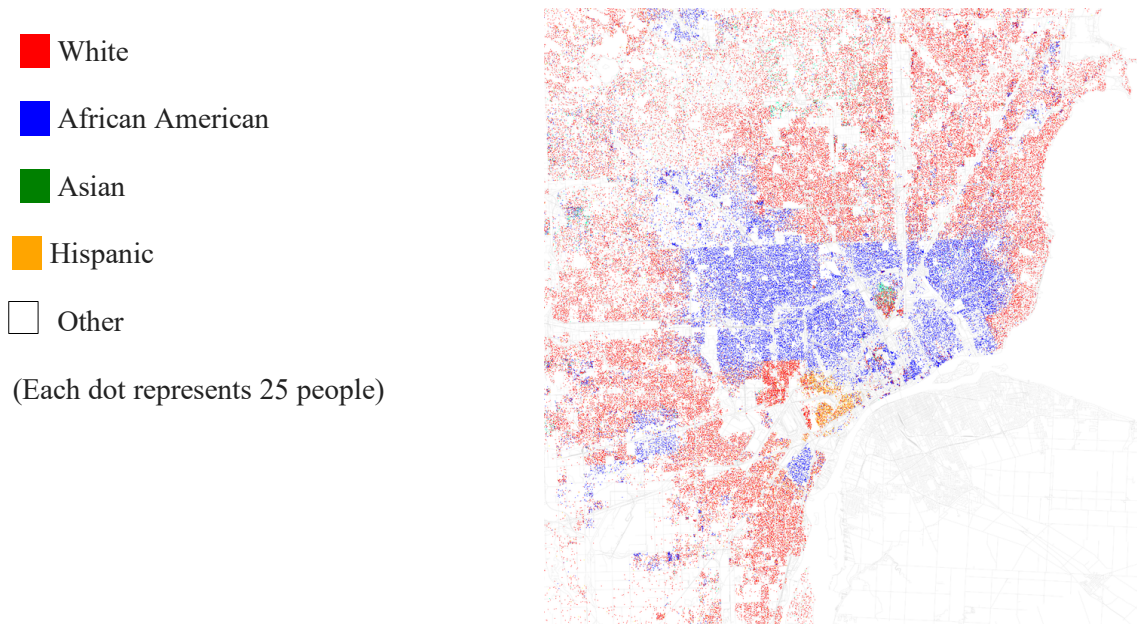 White
African American
Asian
Hispanic
Other
(Each dot represents 25 people)